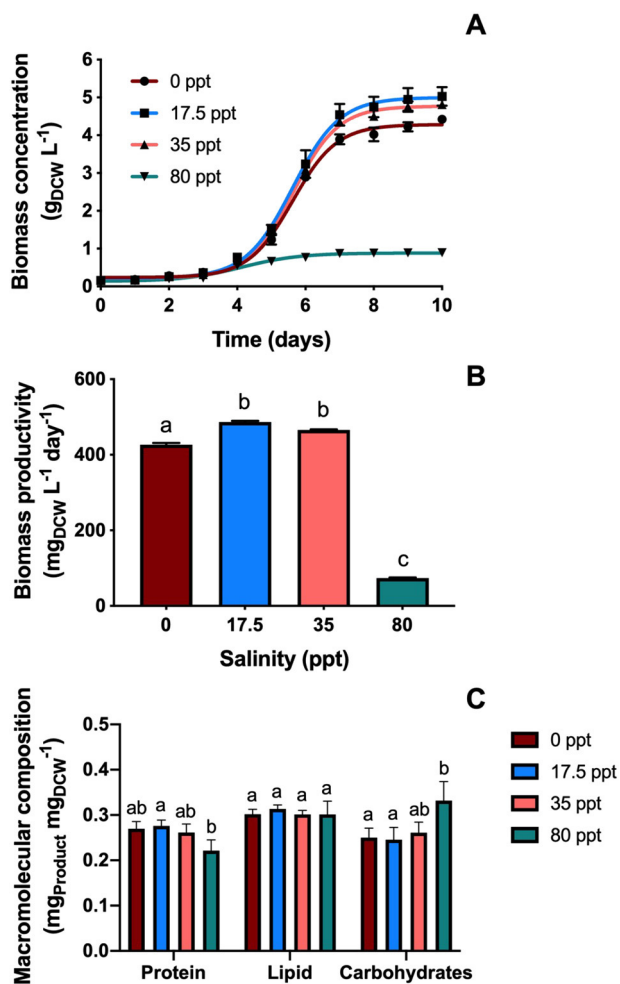 A
Biomass concentration
(gDCW L-1)
6
5
4
3
2
1
0
0 ppt
17.5 ppt
35 ppt
80 ppt
0 2 4 6 8 10
Time (days)
B
Biomass productivity
(mgDCW L-1 day-1)
600
400
200
0
a b b c
0 17.5 35 80
Salinity (ppt)
C
Macromolecular composition
(mgProduct mgDCW-1)
0.5
0.4
0.3
0.2
0.1
0.0
ab a ab b a a a a a a ab b
Protein Lipid Carbohydrates
0 ppt
17.5 ppt
35 ppt
80 ppt